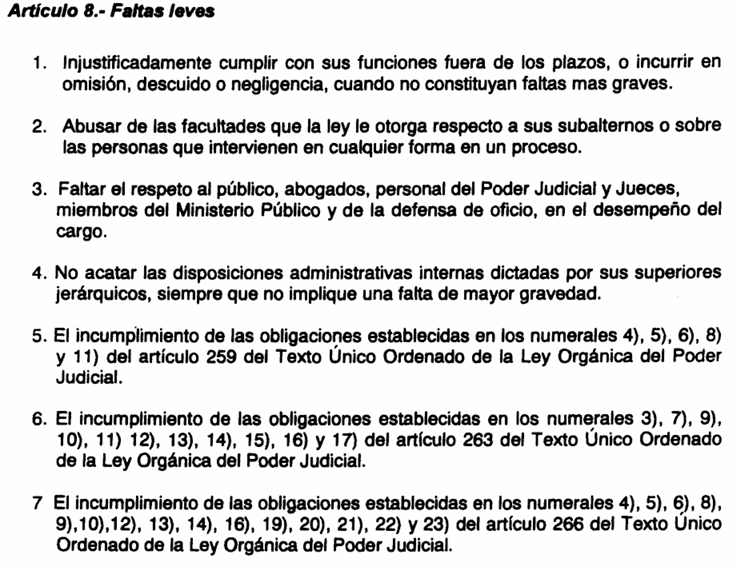 Artículo 8.- Faltas leves
1. Injustificadamente cumplir con sus funciones fuera de los plazos, o incurrir en
omisión, descuido o negligencia, cuando no constituyan faltas mas graves.
2. Abusar de las facultades que la ley le otorga respecto a sus subalternos o sobre
las personas que intervienen en cualquier forma en un proceso.
3. Faltar el respeto al público, abogados, personal del Poder Judicial y Jueces,
miembros del Ministerio Público y de la defensa de oficio, en el desempeño del
cargo.
4. No acatar las disposiciones administrativas internas dictadas por sus superiores
jerárquicos, siempre que no implique una falta de mayor gravedad.
5. El incumplimiento de las obligaciones establecidas en los numerales 4), 5), 6), 8)
y 11) del artículo 259 del Texto Único Ordenado de la Ley Orgánica del Poder
Judicial.
6. El incumplimiento de las obligaciones establecidas en los numerales 3), 7), 9),
10), 11) 12), 13), 14), 15), 16) y 17) del artículo 263 del Texto Único Ordenado
de la Ley Orgánica del Poder Judicial.
7 El incumplimiento de las obligaciones establecidas en los numerales 4), 5), 6), 8),
9),10),12), 13), 14), 16), 19), 20), 21), 22) y 23) del artículo 266 del Texto Único
Ordenado de la Ley Orgánica del Poder Judicial.